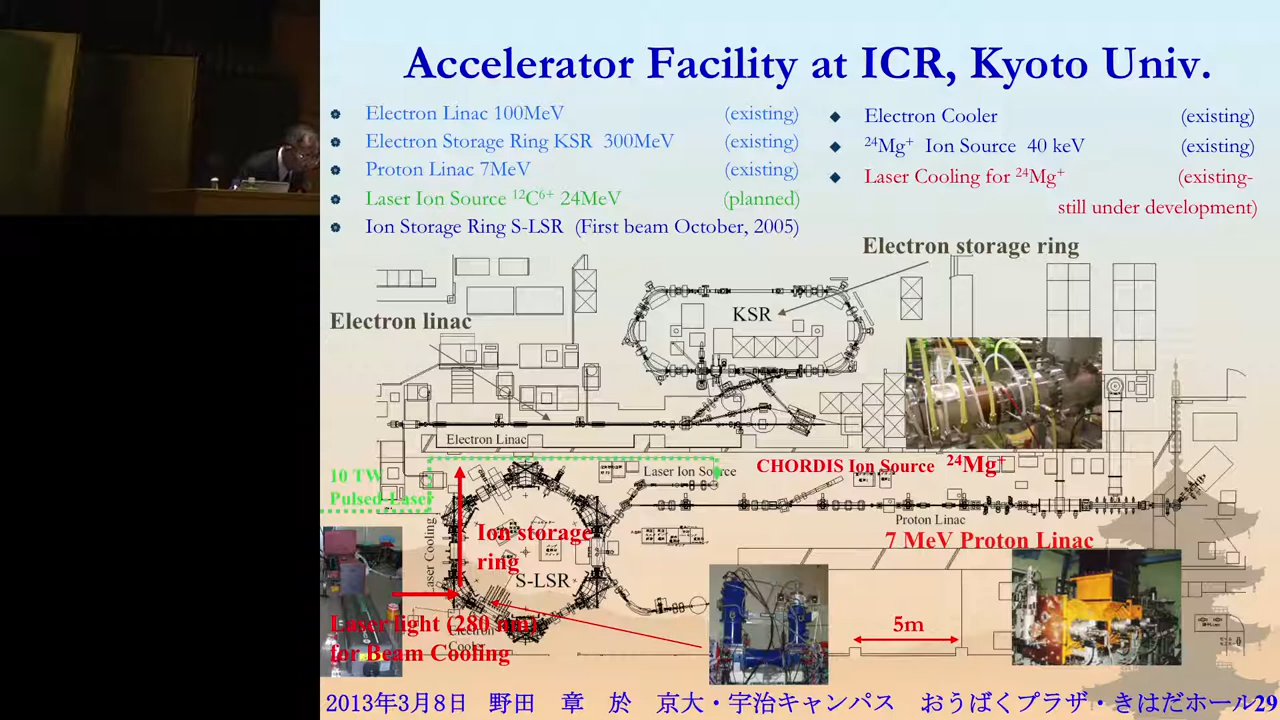 Accelerator Facility at ICR, Kyoto Univ.
Electron Linac 100MeV (existing)
Electron Storage Ring KSR 300MeV (existing)
Proton Linac 7MeV (existing)
Laser Ion Source ¹²C⁶⁺ 24MeV (planned)
Ion Storage Ring S-LSR (First beam October, 2005)
Electron Cooler (existing)
²⁴Mg⁺ Ion Source 40 keV (existing)
Laser Cooling for ²⁴Mg⁺ (existing-
still under development)
Electron storage ring
KSR
Electron linac
Electron Linac
10 TW
Pulsed Laser
Laser Ion Source
CHORDIS Ion Source ²⁴Mg⁺
Proton Linac
7 MeV Proton Linac
Laser Cooling
Ion storage
ring
S-LSR
5m
Laser light (280 nm)
for Beam Cooling
Electron
Cooler
2013年3月8日 野田 章 於 京大・宇治キャンパス おうばくプラザ・きはだホール29